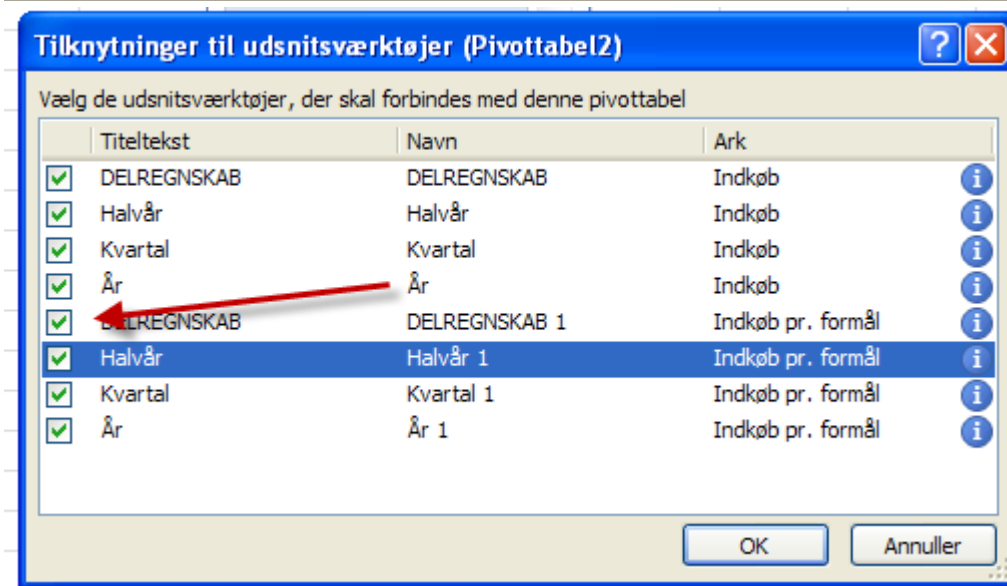 Tilknytninger til udsnitsværktøjer (Pivottabel2)
Vælg de udsnitsværktøjer, der skal forbindes med denne pivottabel
Titeltekst Navn Ark
DELREGNSKAB DELREGNSKAB Indkøb
Halvår Halvår Indkøb
Kvartal Kvartal Indkøb
År År Indkøb
DELREGNSKAB DELREGNSKAB 1 Indkøb pr. formål
Halvår Halvår 1 Indkøb pr. formål
Kvartal Kvartal 1 Indkøb pr. formål
År År 1 Indkøb pr. formål
OK Annuller